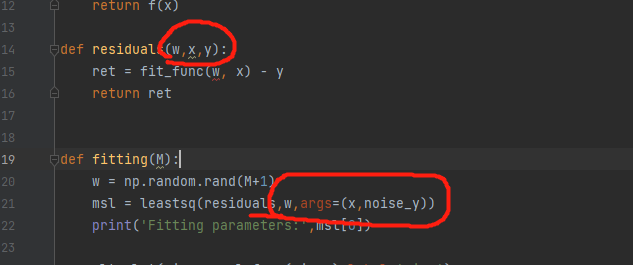 12 return f(x)
13
14 def residuals(w,x,y):
15 ret = fit_func(w, x) - y
16 return ret
17
18
19 def fitting(M):
20 w = np.random.rand(M+1)
21 msl = leastsq(residuals,w,args=(x,noise_y))
22 print('Fitting parameters:',msl[0])
23